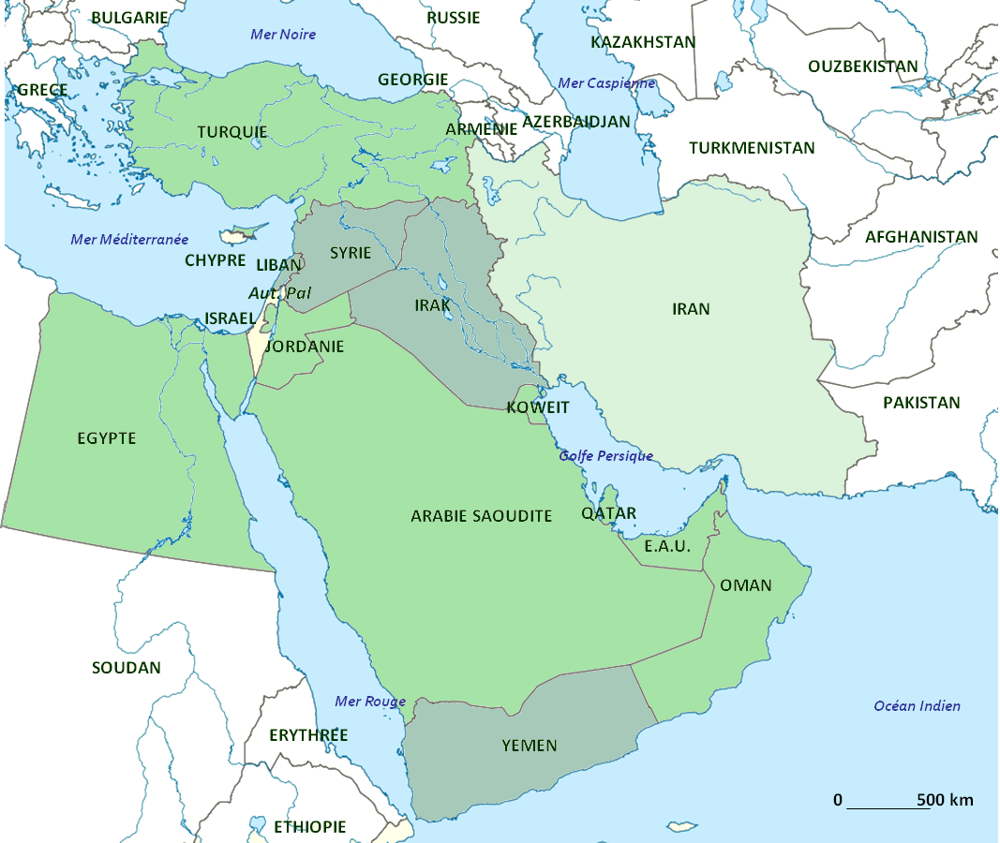 BULGARIE
RUSSIE
Mer Noire
KAZAKHSTAN
OUZBEKISTAN
GEORGIE
Mer Caspienne
GRECE
ARMENIE
AZERBAIDJAN
TURQUIE
TURKMENISTAN
Mer Méditerranée
AFGHANISTAN
CHYPRE
LIBAN
SYRIE
Aut. Pal
IRAK
IRAN
ISRAEL
JORDANIE
KOWEIT
PAKISTAN
EGYPTE
Golfe Persique
ARABIE SAOUDITE
QATAR
E.A.U.
OMAN
SOUDAN
Mer Rouge
Océan Indien
ERYTHREE
YEMEN
0 500 km
ETHIOPIE